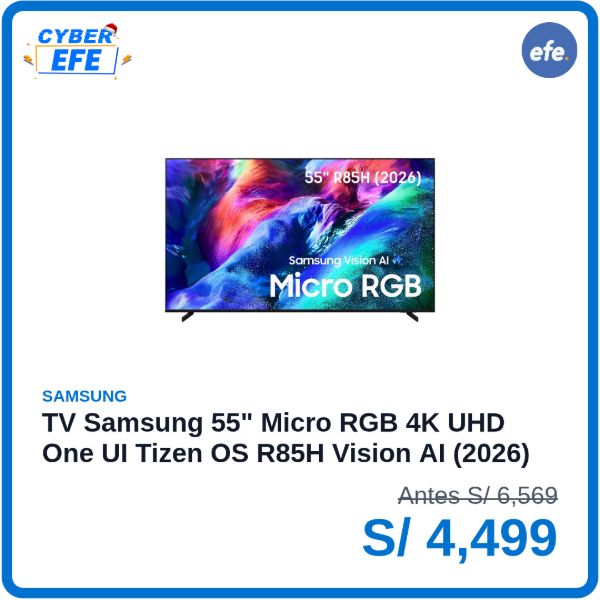 CYBER
EFE
efe.
55" R85H (2026)
Samsung Vision AI
Micro RGB
SAMSUNG
TV Samsung 55" Micro RGB 4K UHD
One UI Tizen OS R85H Vision AI (2026)
Antes S/ 6,569
S/ 4,499